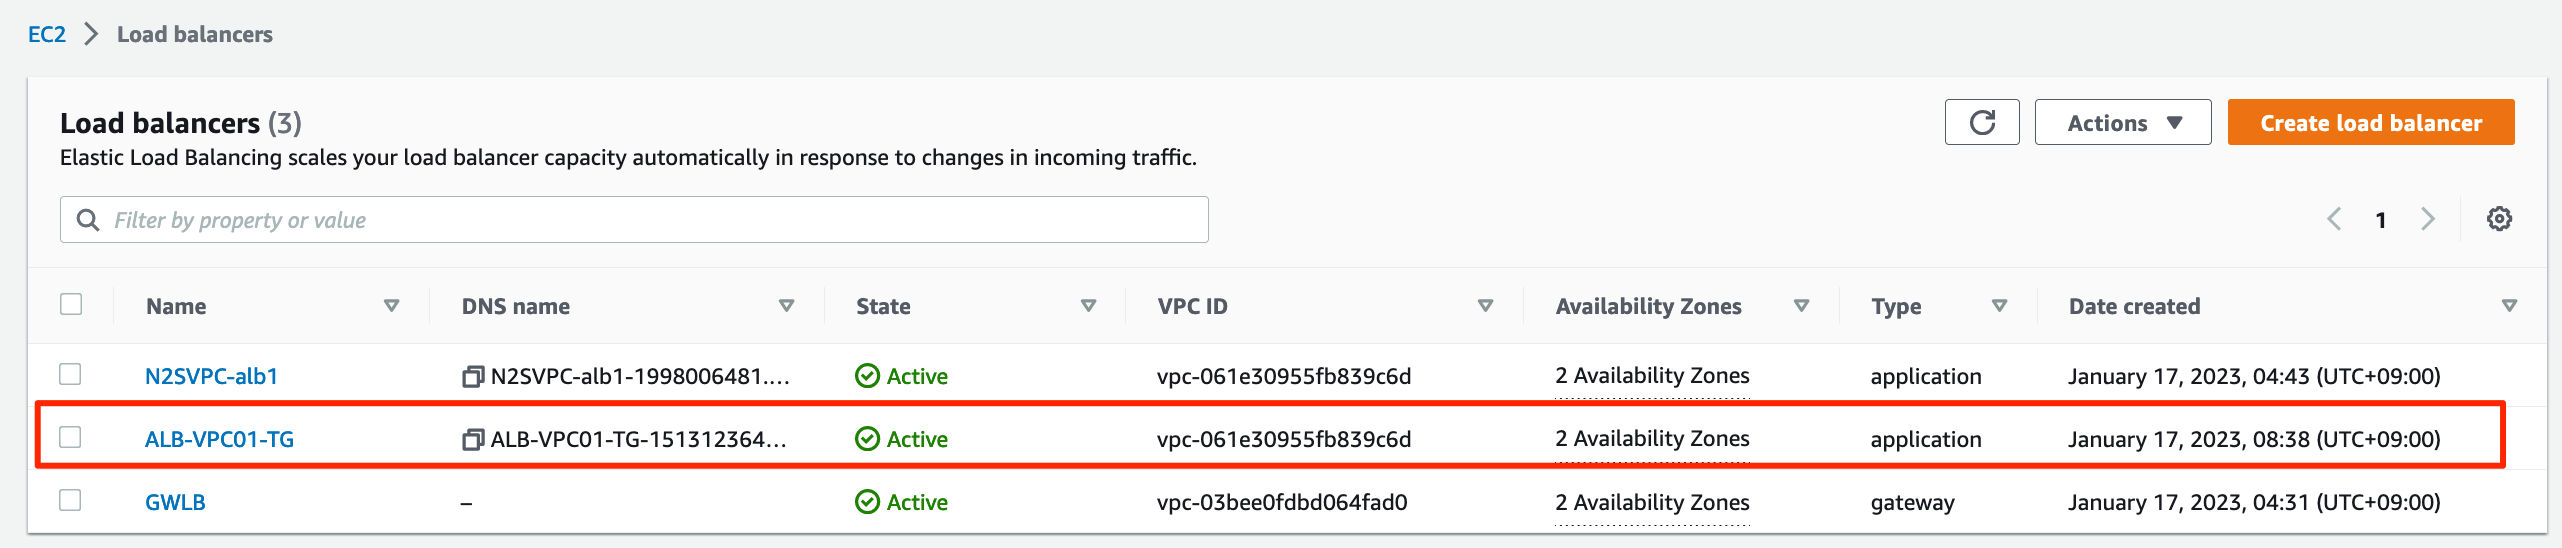 EC2 Load balancers
Load balancers (3)
Actions
Create load balancer
Elastic Load Balancing scales your load balancer capacity automatically in response to changes in incoming traffic.
Filter by property or value
1
Name DNS name State VPC ID Availability Zones Type Date created
N2SVPC-alb1 N2SVPC-alb1-1998006481.... Active vpc-061e30955fb839c6d 2 Availability Zones application January 17, 2023, 04:43 (UTC+09:00)
ALB-VPC01-TG ALB-VPC01-TG-151312364... Active vpc-061e30955fb839c6d 2 Availability Zones application January 17, 2023, 08:38 (UTC+09:00)
GWLB – Active vpc-03bee0fdbd064fad0 2 Availability Zones gateway January 17, 2023, 04:31 (UTC+09:00)